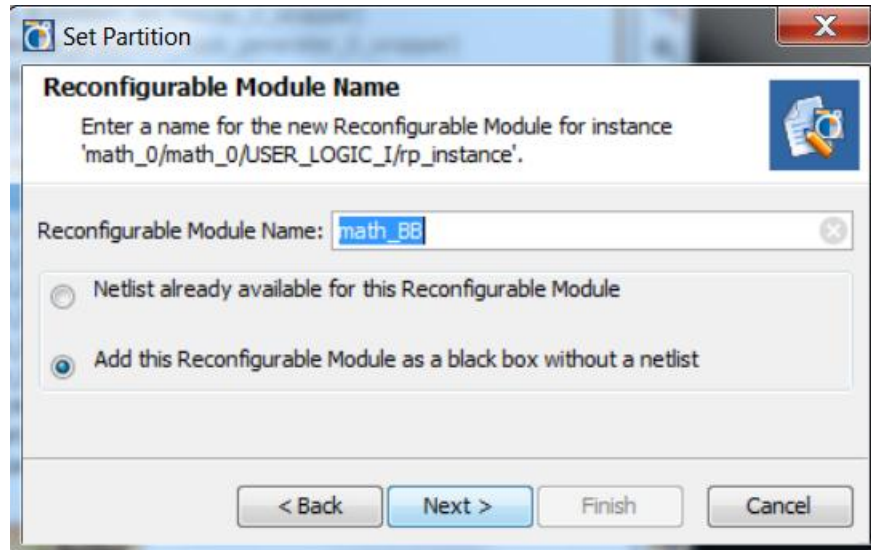 Set Partition
Reconfigurable Module Name
Enter a name for the new Reconfigurable Module for instance
'math_0/math_0/USER_LOGIC_I/rp_instance'.
Reconfigurable Module Name: math_BB
Netlist already available for this Reconfigurable Module
Add this Reconfigurable Module as a black box without a netlist
< Back Next > Finish Cancel